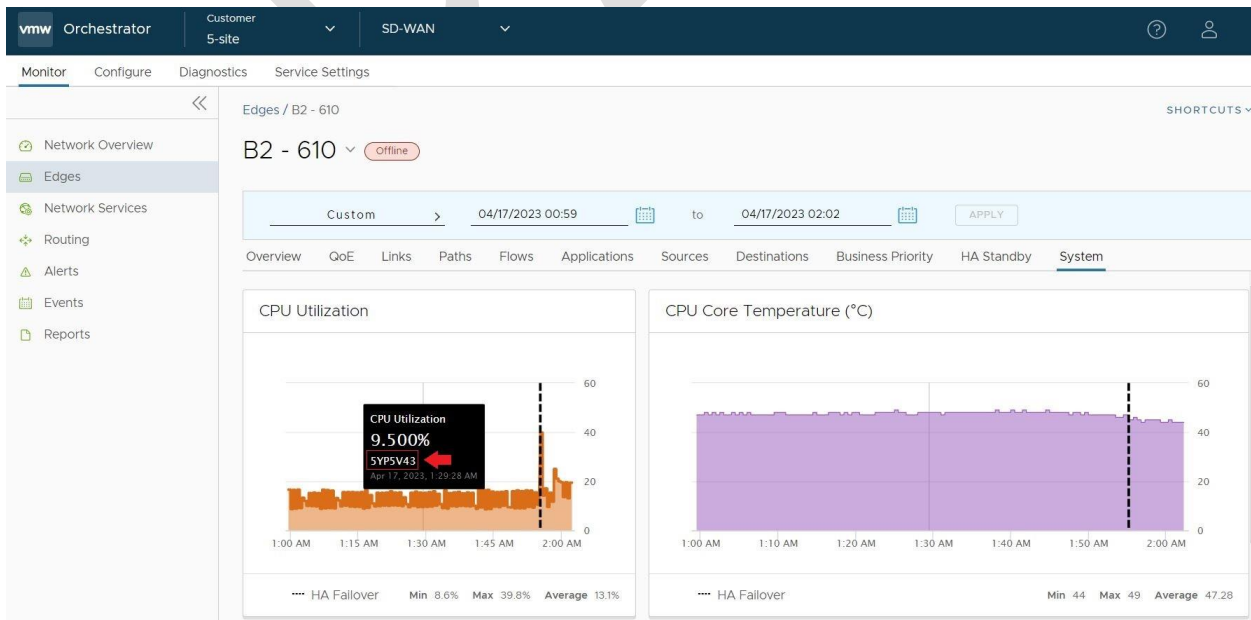 vmw Orchestrator
Customer
5-site
SD-WAN
Monitor Configure Diagnostics Service Settings
Network Overview
Edges
Network Services
Routing
Alerts
Events
Reports
Edges / B2 - 610
SHORTCUTS
B2 - 610 Offline
Custom 04/17/2023 00:59 to 04/17/2023 02:02 APPLY
Overview QoE Links Paths Flows Applications Sources Destinations Business Priority HA Standby System
CPU Utilization
60
40
20
0
CPU Utilization
9.500%
5YP5V43
Apr 17, 2023, 1:29:28 AM
1:00 AM 1:15 AM 1:30 AM 1:45 AM 2:00 AM
HA Failover Min 8.6% Max 39.8% Average 13.1%
CPU Core Temperature (°C)
60
40
20
0
1:00 AM 1:10 AM 1:20 AM 1:30 AM 1:40 AM 1:50 AM 2:00 AM
HA Failover Min 44 Max 49 Average 47.28